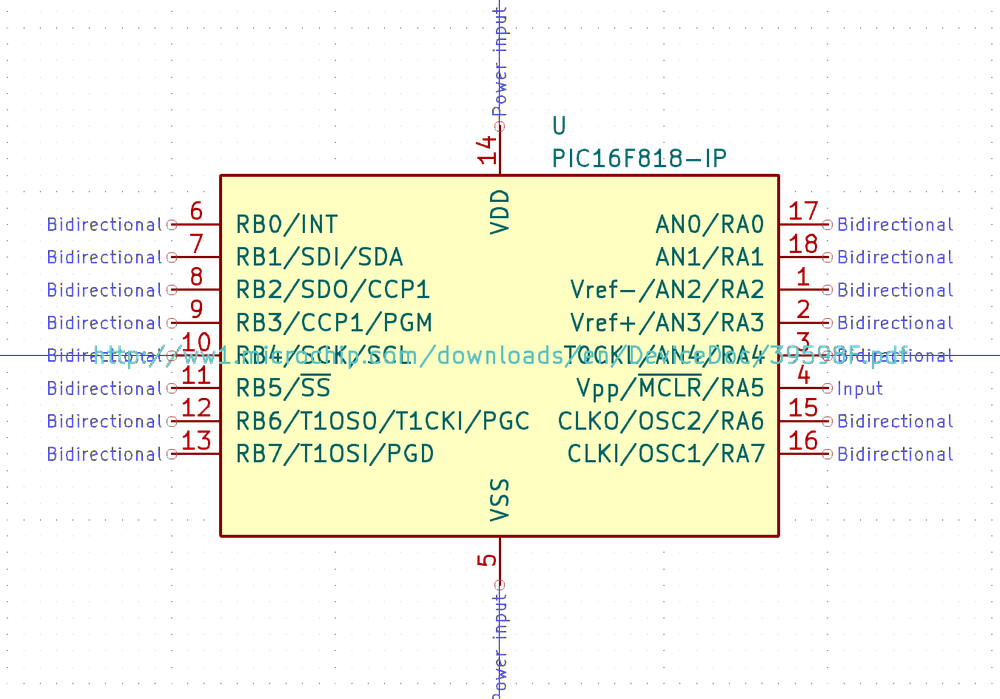 Power input
U
14
PIC16F818-IP
VDD
Bidirectional 6 RB0/INT AN0/RA0 17 Bidirectional
Bidirectional 7 RB1/SDI/SDA AN1/RA1 18 Bidirectional
Bidirectional 8 RB2/SDO/CCP1 Vref-/AN2/RA2 1 Bidirectional
Bidirectional 9 RB3/CCP1/PGM Vref+/AN3/RA3 2 Bidirectional
Bidirectional 10 RB4/SCK/SCL T0CKI/AN4/RA4 3 Bidirectional
http://ww1.microchip.com/downloads/en/DeviceDoc/39598F.pdf
Bidirectional 11 RB5/SS Vpp/MCLR/RA5 4 Input
Bidirectional 12 RB6/T1OSO/T1CKI/PGC CLKO/OSC2/RA6 15 Bidirectional
Bidirectional 13 RB7/T1OSI/PGD CLKI/OSC1/RA7 16 Bidirectional
VSS
5
Power input